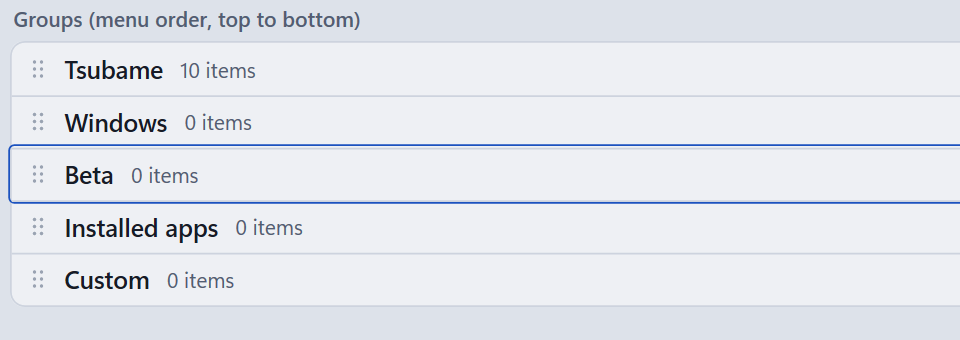 Groups (menu order, top to bottom)
Tsubame 10 items
Windows 0 items
Beta 0 items
Installed apps 0 items
Custom 0 items